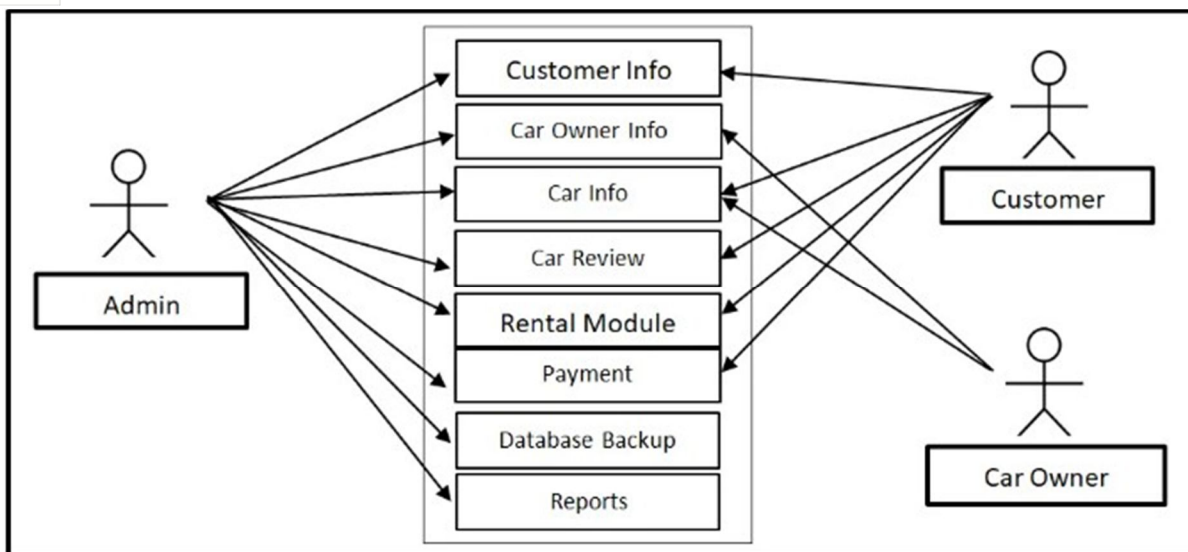 Customer Info
Car Owner Info
Car Info
Car Review
Rental Module
Payment
Database Backup
Reports
Admin
Customer
Car Owner